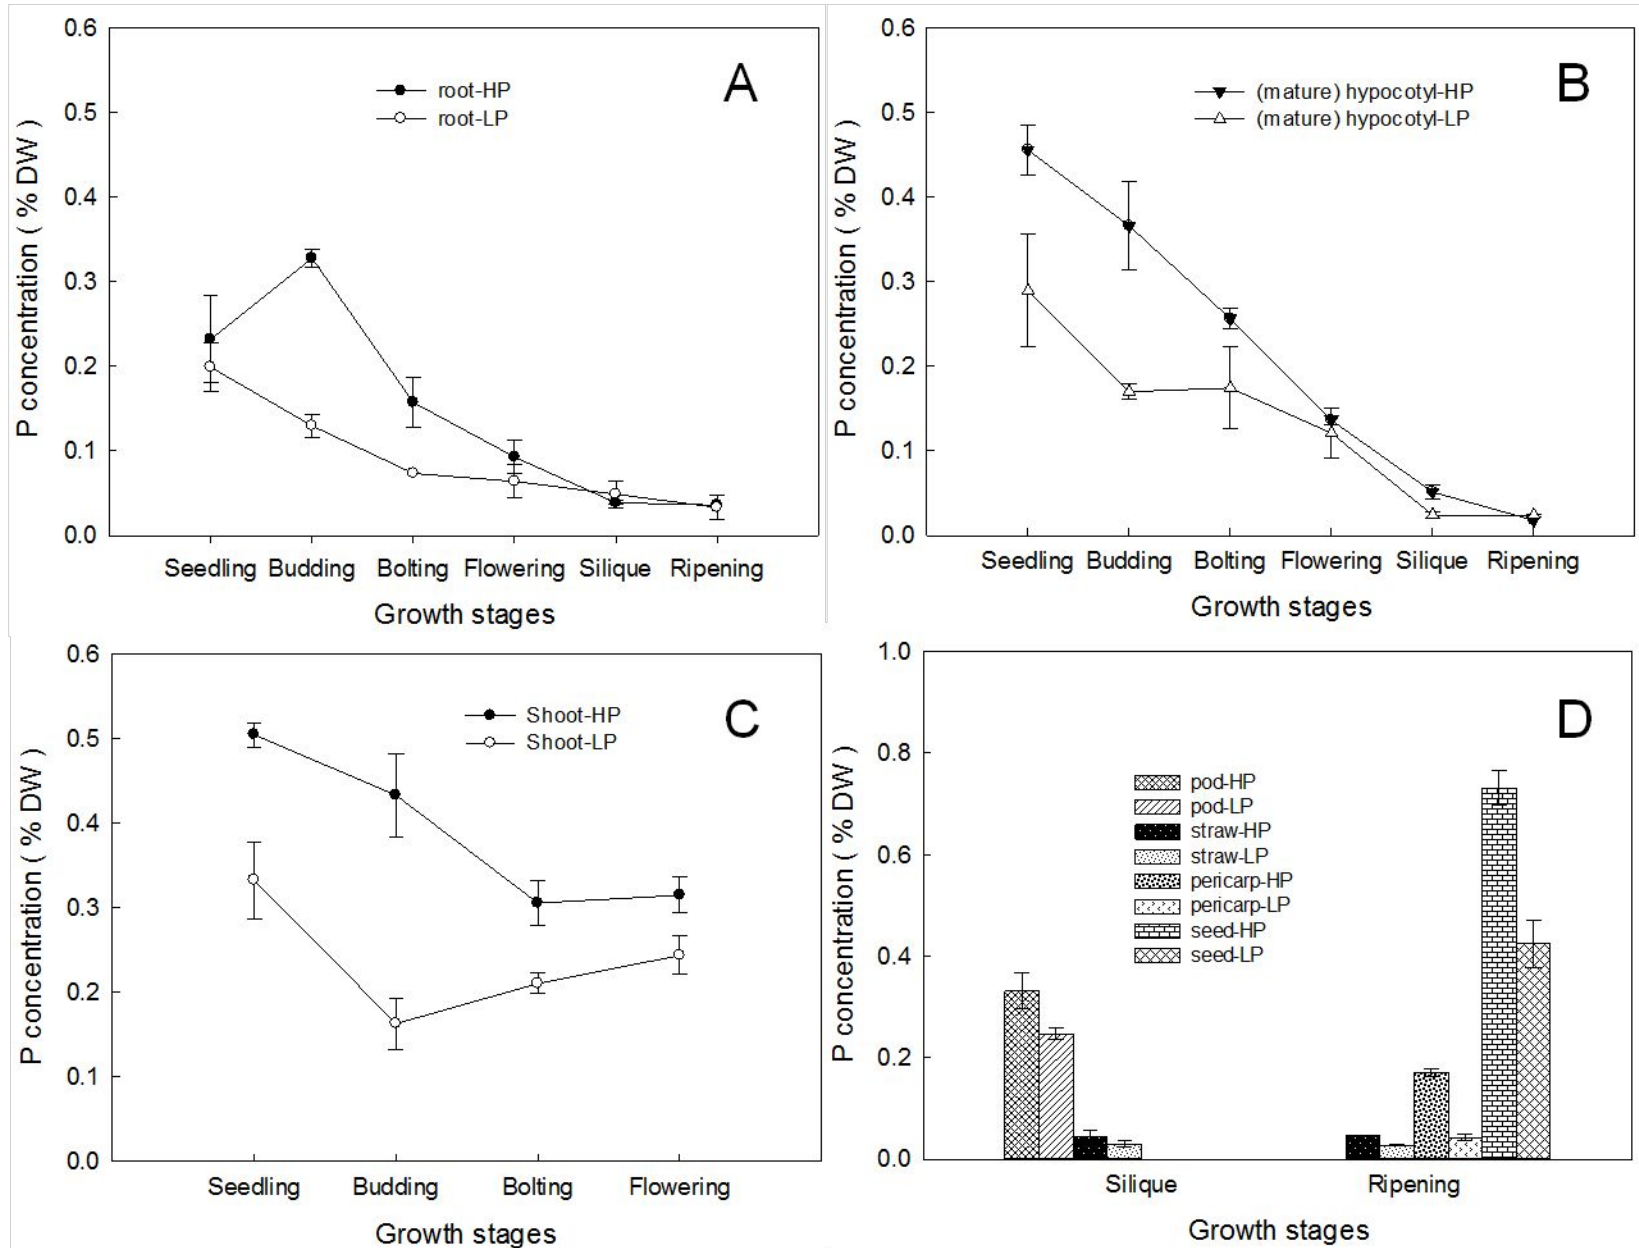 A
root-HP
root-LP
0.6
0.5
0.4
0.3
0.2
0.1
0.0
P concentration ( % DW )
Seedling Budding Bolting Flowering Silique Ripening
Growth stages
B
(mature) hypocotyl-HP
(mature) hypocotyl-LP
0.6
0.5
0.4
0.3
0.2
0.1
0.0
P concentration ( % DW )
Seedling Budding Bolting Flowering Silique Ripening
Growth stages
C
Shoot-HP
Shoot-LP
0.6
0.5
0.4
0.3
0.2
0.1
0.0
P concentration ( % DW )
Seedling Budding Bolting Flowering
Growth stages
D
pod-HP
pod-LP
straw-HP
straw-LP
pericarp-HP
pericarp-LP
seed-HP
seed-LP
1.0
0.8
0.6
0.4
0.2
0.0
P concentration ( % DW )
Silique Ripening
Growth stages